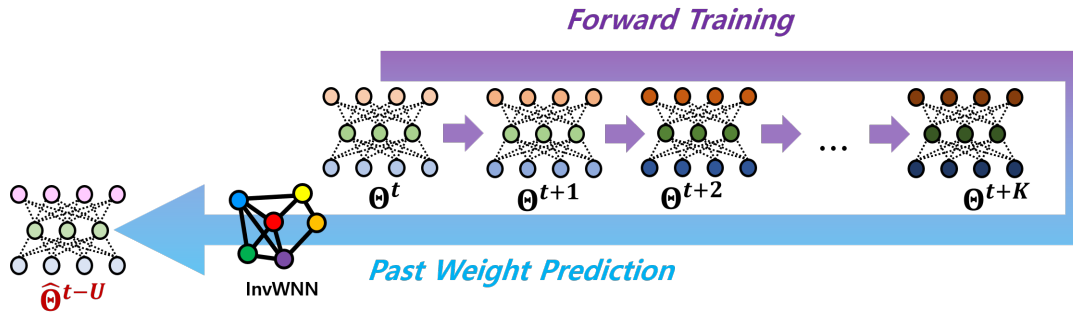 Forward Training
Θ^t
Θ^{t+1}
Θ^{t+2}
...
Θ^{t+K}
InvWNN
Past Weight Prediction
Θ̂^{t−U}